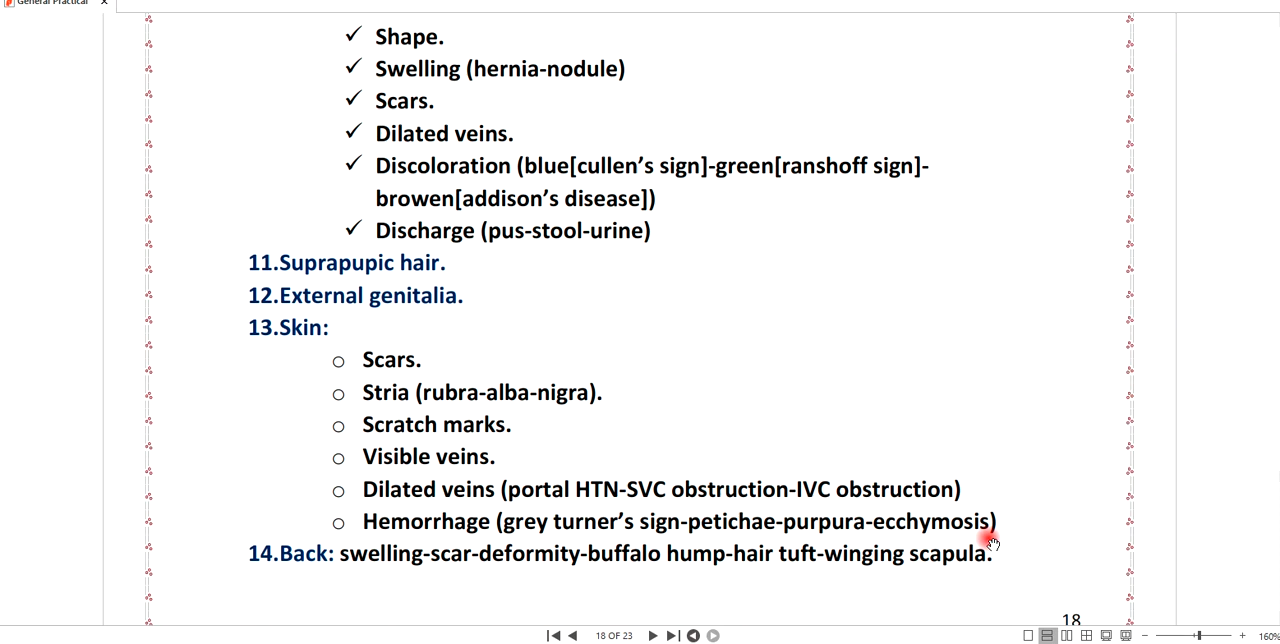 General Practical
✓ Shape.
✓ Swelling (hernia-nodule)
✓ Scars.
✓ Dilated veins.
✓ Discoloration (blue[cullen’s sign]-green[ranshoff sign]-
browen[addison’s disease])
✓ Discharge (pus-stool-urine)
11.Suprapupic hair.
12.External genitalia.
13.Skin:
o Scars.
o Stria (rubra-alba-nigra).
o Scratch marks.
o Visible veins.
o Dilated veins (portal HTN-SVC obstruction-IVC obstruction)
o Hemorrhage (grey turner’s sign-petichae-purpura-ecchymosis)
14.Back: swelling-scar-deformity-buffalo hump-hair tuft-winging scapula.
18
18 OF 23
160%